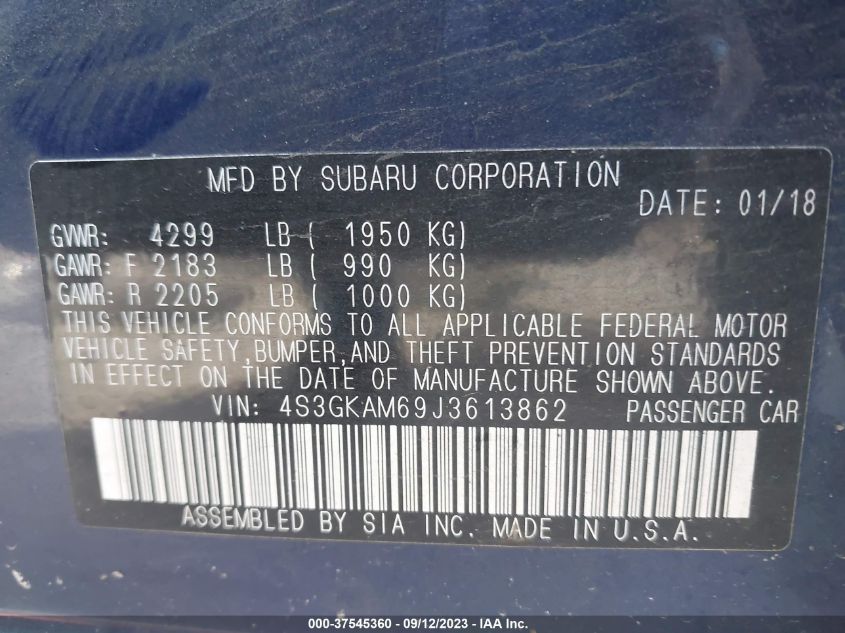 MFD BY SUBARU CORPORATION
DATE: 01/18
GVWR: 4299 LB ( 1950 KG)
GAWR: F 2183 LB ( 990 KG)
GAWR: R 2205 LB ( 1000 KG)
THIS VEHICLE CONFORMS TO ALL APPLICABLE FEDERAL MOTOR
VEHICLE SAFETY,BUMPER,AND THEFT PREVENTION STANDARDS
IN EFFECT ON THE DATE OF MANUFACTURE SHOWN ABOVE.
VIN: 4S3GKAM69J3613862 PASSENGER CAR
ASSEMBLED BY SIA INC. MADE IN U.S.A.
000-37545360 - 09/12/2023 - IAAI.COM